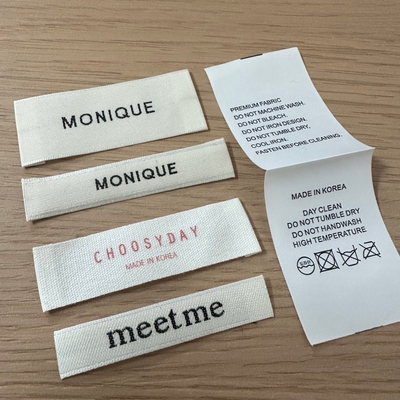 MONIQUE
MONIQUE
CHOOSYDAY
MADE IN KOREA
meetme
PREMIUM FABRIC
DO NOT MACHINE WASH.
DO NOT BLEACH.
DO NOT IRON DESIGN.
DO NOT TUMBLE DRY.
COOL IRON.
FASTEN BEFORE CLEANING.
MADE IN KOREA
DAY CLEAN
DO NOT TUMBLE DRY
DO NOT HANDWASH
HIGH TEMPERATURE